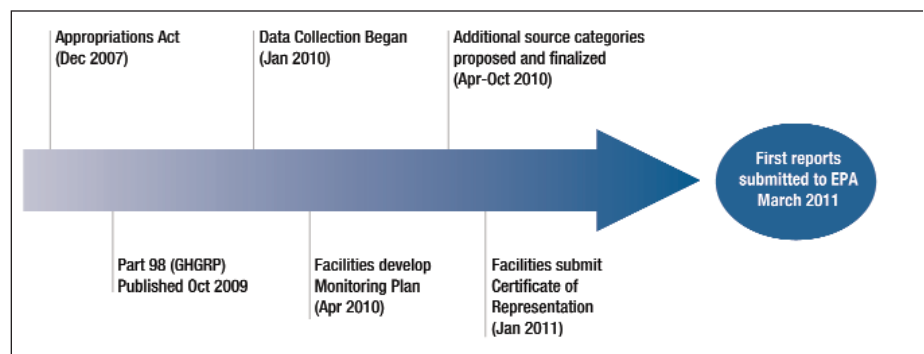 Appropriations Act
(Dec 2007)
Data Collection Began
(Jan 2010)
Additional source categories
proposed and finalized
(Apr-Oct 2010)
First reports
submitted to EPA
March 2011
Part 98 (GHGRP)
Published Oct 2009
Facilities develop
Monitoring Plan
(Apr 2010)
Facilities submit
Certificate of
Representation
(Jan 2011)